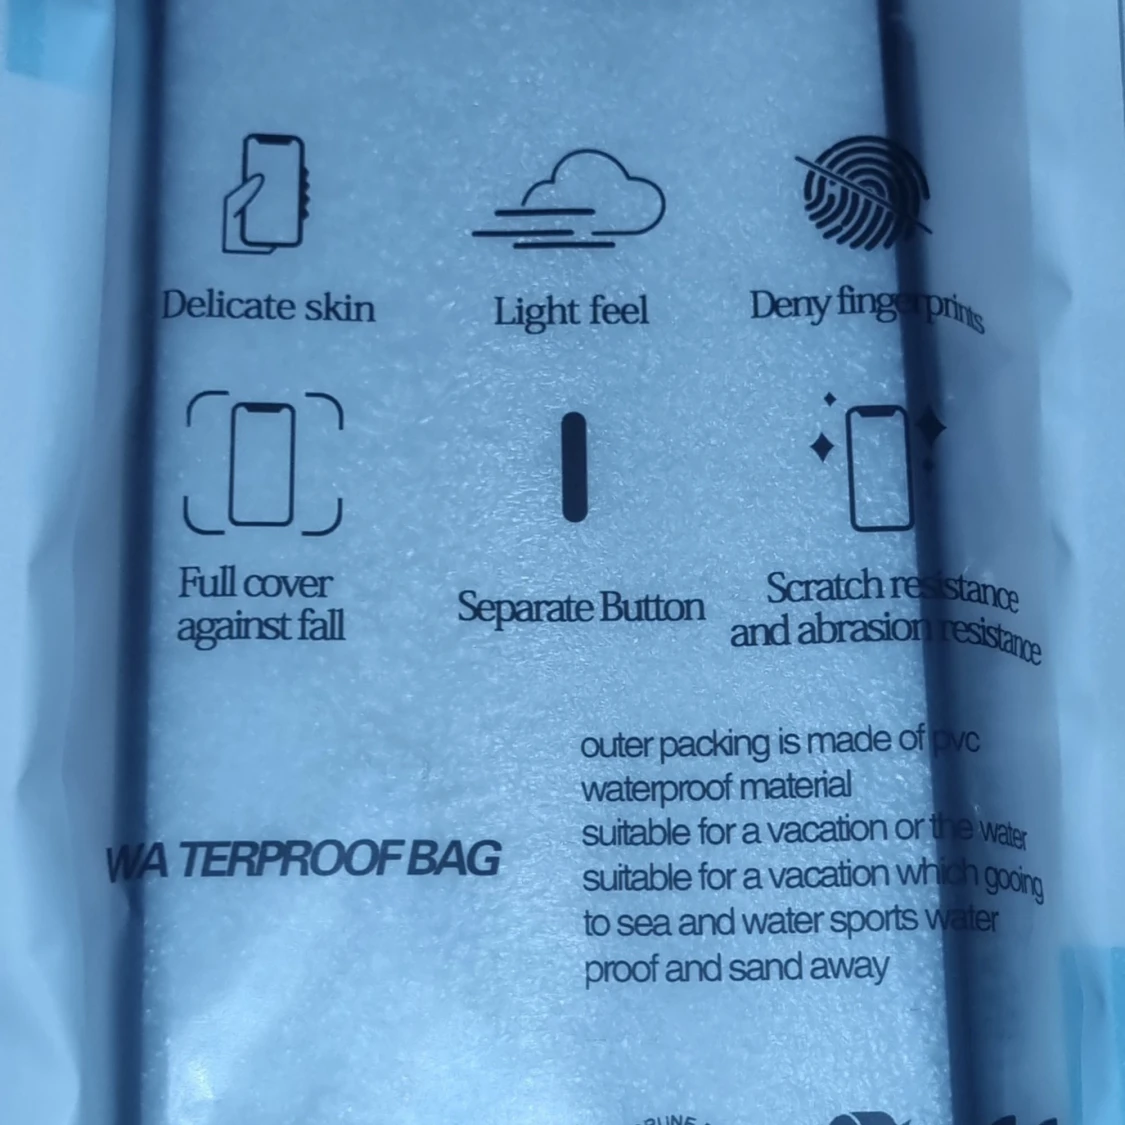 Delicate skin
Light feel
Deny fingerprints
Full cover
against fall
Separate Button
Scratch resistance
and abrasion resistance
outer packing is made of pvc
waterproof material
suitable for a vacation or the water
WA TERPROOF BAG
suitable for a vacation which gooing
to sea and water sports water
proof and sand away